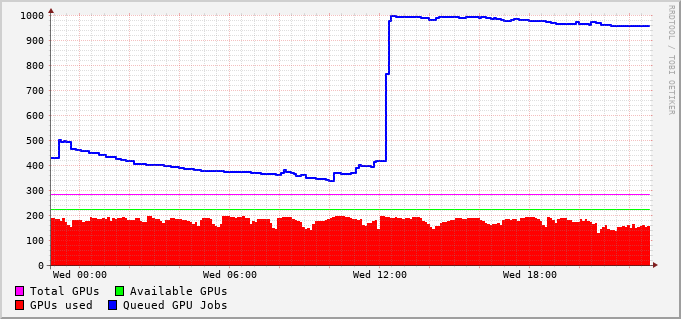 1000
900
800
700
600
500
400
300
200
100
0
Wed 00:00 Wed 06:00 Wed 12:00 Wed 18:00
Total GPUs Available GPUs
GPUs used Queued GPU Jobs
RRDTOOL / TOBI OETIKER